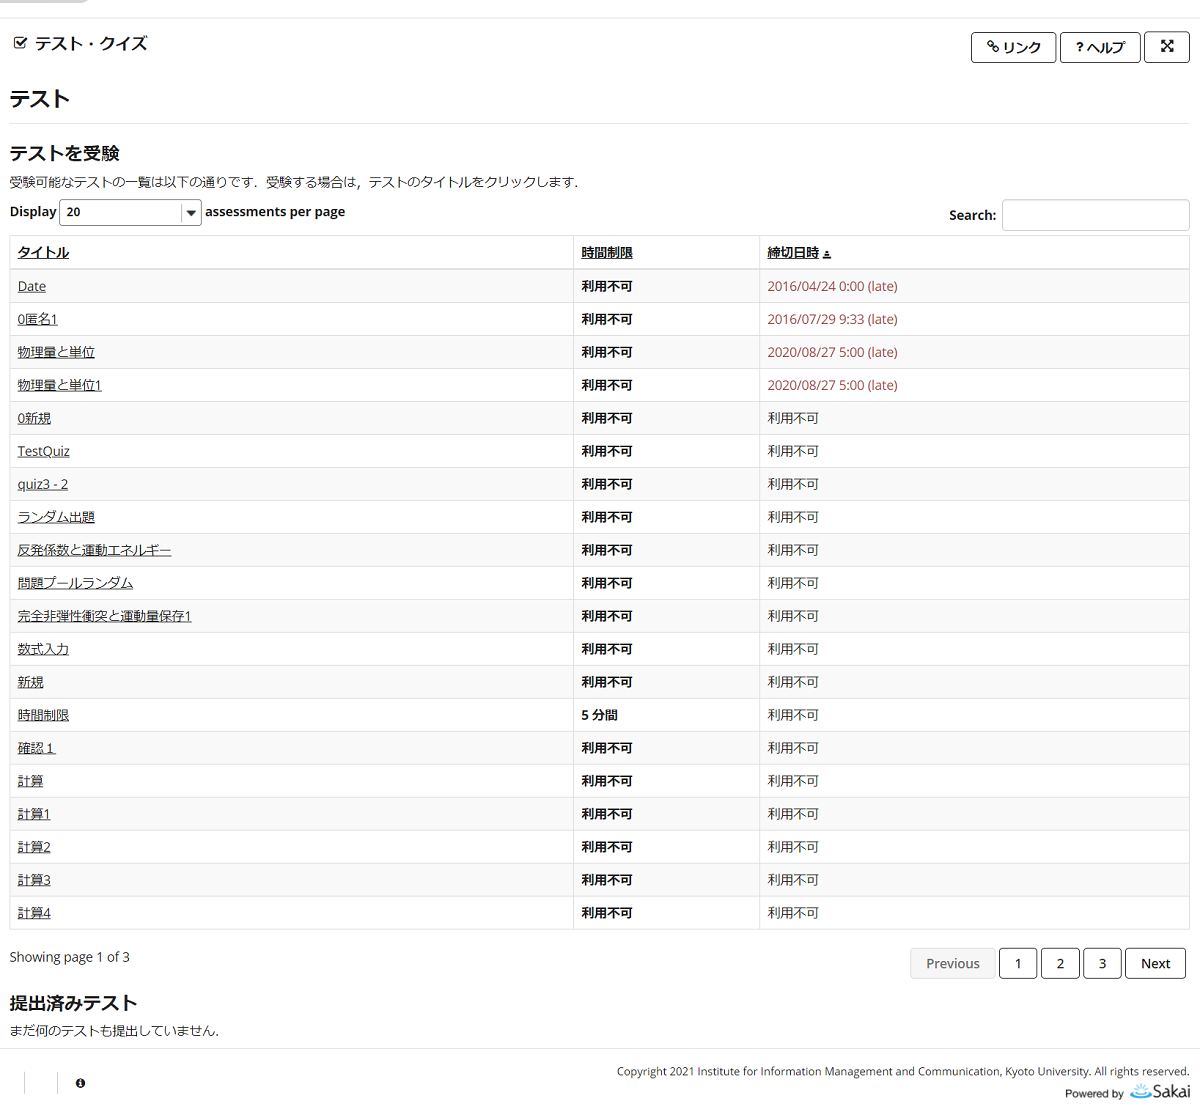 テスト・クイズ
リンク
? ヘルプ
テスト
テストを受験
受験可能なテストの一覧は以下の通りです．受験する場合は，テストのタイトルをクリックします．
Display 20 assessments per page
Search:
タイトル 時間制限 締切日時
Date 利用不可 2016/04/24 0:00 (late)
0匿名1 利用不可 2016/07/29 9:33 (late)
物理量と単位 利用不可 2020/08/27 5:00 (late)
物理量と単位1 利用不可 2020/08/27 5:00 (late)
0新規 利用不可 利用不可
TestQuiz 利用不可 利用不可
quiz3 - 2 利用不可 利用不可
ランダム出題 利用不可 利用不可
反発係数と運動エネルギー 利用不可 利用不可
問題プールランダム 利用不可 利用不可
完全非弾性衝突と運動量保存1 利用不可 利用不可
数式入力 利用不可 利用不可
新規 利用不可 利用不可
時間制限 5 分間 利用不可
確認１ 利用不可 利用不可
計算 利用不可 利用不可
計算1 利用不可 利用不可
計算2 利用不可 利用不可
計算3 利用不可 利用不可
計算4 利用不可 利用不可
Showing page 1 of 3
Previous 1 2 3 Next
提出済みテスト
まだ何のテストも提出していません．
Copyright 2021 Institute for Information Management and Communication, Kyoto University. All rights reserved.
Powered by Sakai